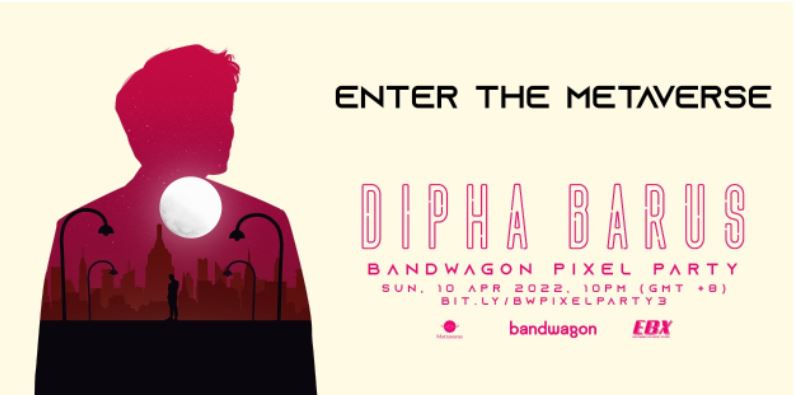 ENTER THE METAVERSE
DIPHA BARUS
BANDWAGON PIXEL PARTY
SUN, 10 APR 2022, 10PM (GMT +8)
BIT.LY/BWPIXELPARTY3
bandwagon
EBX
Metaverse